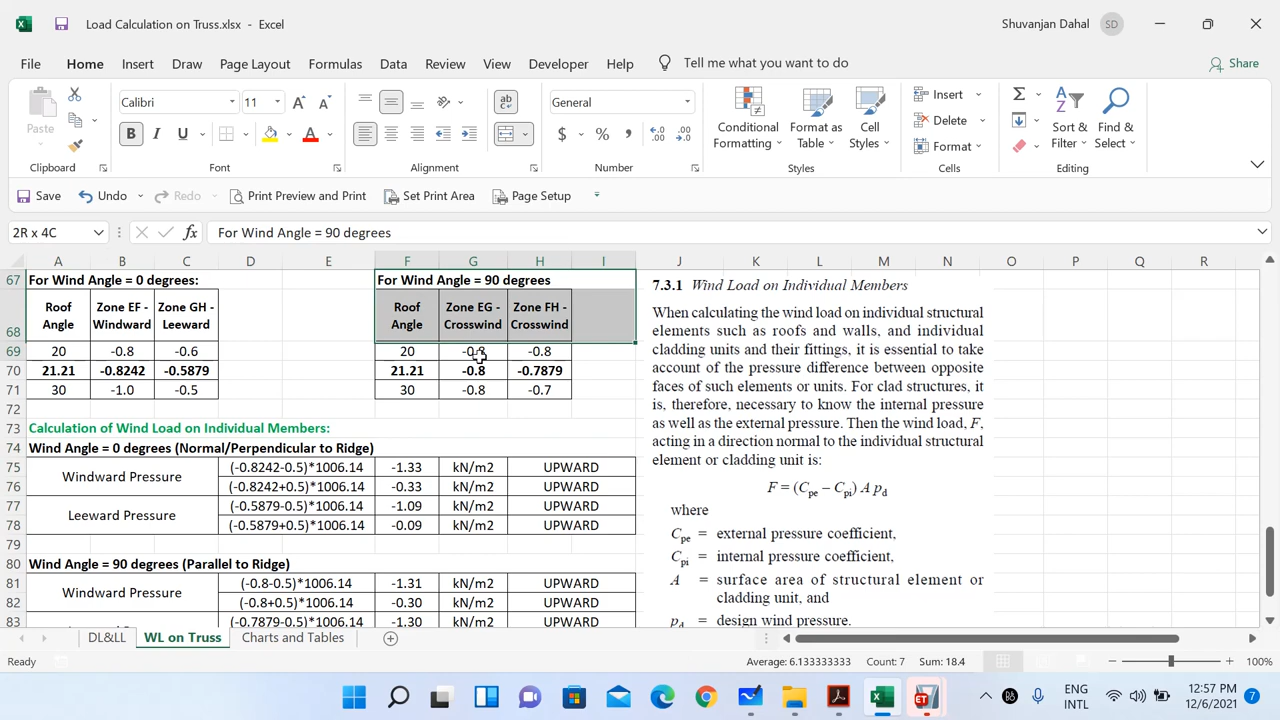 Load Calculation on Truss.xlsx - Excel
Shuvanjan Dahal SD
File Home Insert Draw Page Layout Formulas Data Review View Developer Help Tell me what you want to do Share
Paste
Calibri 11
B I U
General
$ % ,
Conditional Formatting
Format as Table
Cell Styles
Insert
Delete
Format
Sort & Filter
Find & Select
Clipboard Font Alignment Number Styles Cells Editing
Save Undo Redo Print Preview and Print Set Print Area Page Setup
2R x 4C fx For Wind Angle = 90 degrees
A B C D E F G H I J K L M N O P Q R
67 For Wind Angle = 0 degrees: For Wind Angle = 90 degrees
68 Roof Angle Zone EF - Windward Zone GH - Leeward Roof Angle Zone EG - Crosswind Zone FH - Crosswind
69 20 -0.8 -0.6 20 -0.8
70 21.21 -0.8242 -0.5879 21.21 -0.8 -0.7879
71 30 -1.0 -0.5 30 -0.8 -0.7
72
73 Calculation of Wind Load on Individual Members:
74 Wind Angle = 0 degrees (Normal/Perpendicular to Ridge)
75 Windward Pressure (-0.8242-0.5)*1006.14 -1.33 kN/m2 UPWARD
76 (-0.8242+0.5)*1006.14 -0.33 kN/m2 UPWARD
77 Leeward Pressure (-0.5879-0.5)*1006.14 -1.09 kN/m2 UPWARD
78 (-0.5879+0.5)*1006.14 -0.09 kN/m2 UPWARD
79
80 Wind Angle = 90 degrees (Parallel to Ridge)
81 Windward Pressure (-0.8-0.5)*1006.14 -1.31 kN/m2 UPWARD
82 (-0.8+0.5)*1006.14 -0.30 kN/m2 UPWARD
83 (-0.7879-0.5)*1006.14 -1.30 kN/m2 UPWARD
7.3.1 Wind Load on Individual Members
When calculating the wind load on individual structural
elements such as roofs and walls, and individual
cladding units and their fittings, it is essential to take
account of the pressure difference between opposite
faces of such elements or units. For clad structures, it
is, therefore, necessary to know the internal pressure
as well as the external pressure. Then the wind load, F,
acting in a direction normal to the individual structural
element or cladding unit is:
F = (Cpe – Cpi) A pd
where
Cpe = external pressure coefficient,
Cpi = internal pressure coefficient,
A = surface area of structural element or
cladding unit, and
pd = design wind pressure.
DL&LL WL on Truss Charts and Tables
Ready Average: 6.133333333 Count: 7 Sum: 18.4 100%
ENG INTL 12:57 PM 12/6/2021 7